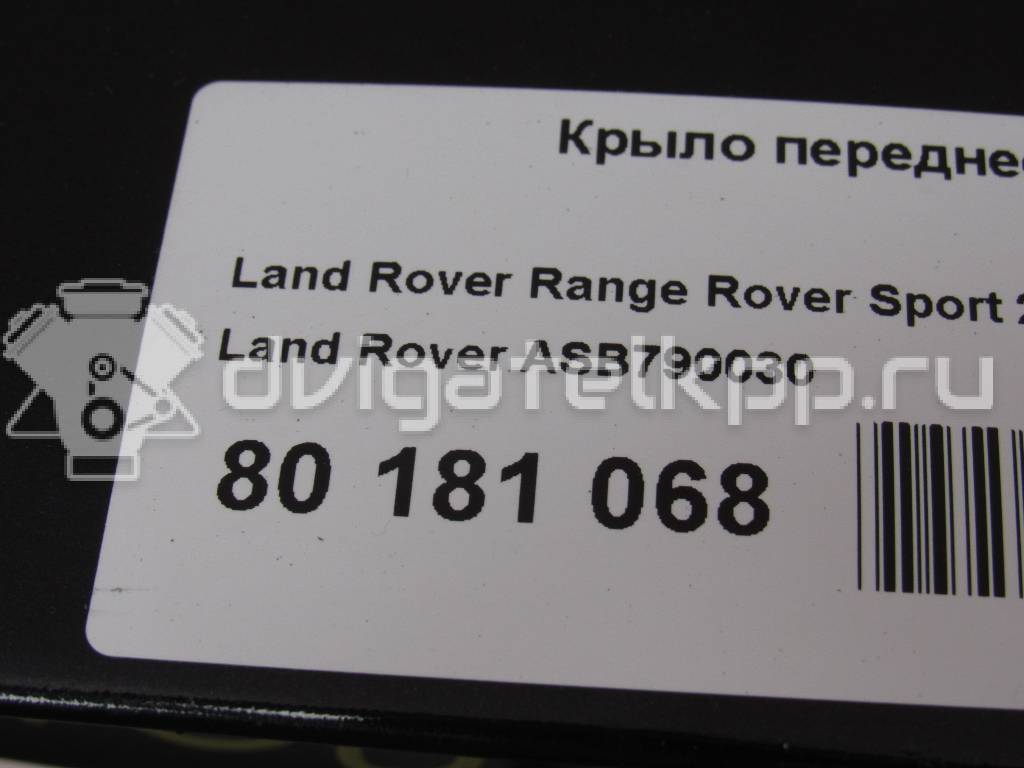 Крыло переднее
Land Rover Range Rover Sport 2
Land Rover ASB790030
dvigatelkpp.ru
80 181 068